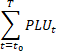 T
∑ PLUₜ
t=t₀